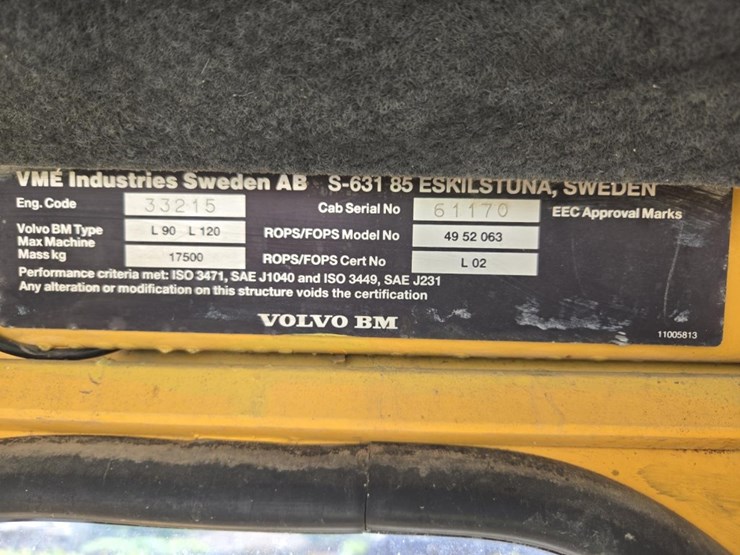 VME Industries Sweden AB S-631 85 ESKILSTUNA, SWEDEN
Eng. Code 33215 Cab Serial No 61170 EEC Approval Marks
Volvo BM Type L 90 L 120 ROPS/FOPS Model No 49 52 063
Max Machine
Mass kg 17500 ROPS/FOPS Cert No L 02
Performance criteria met: ISO 3471, SAE J1040 and ISO 3449, SAE J231
Any alteration or modification on this structure voids the certification
VOLVO BM
11005813